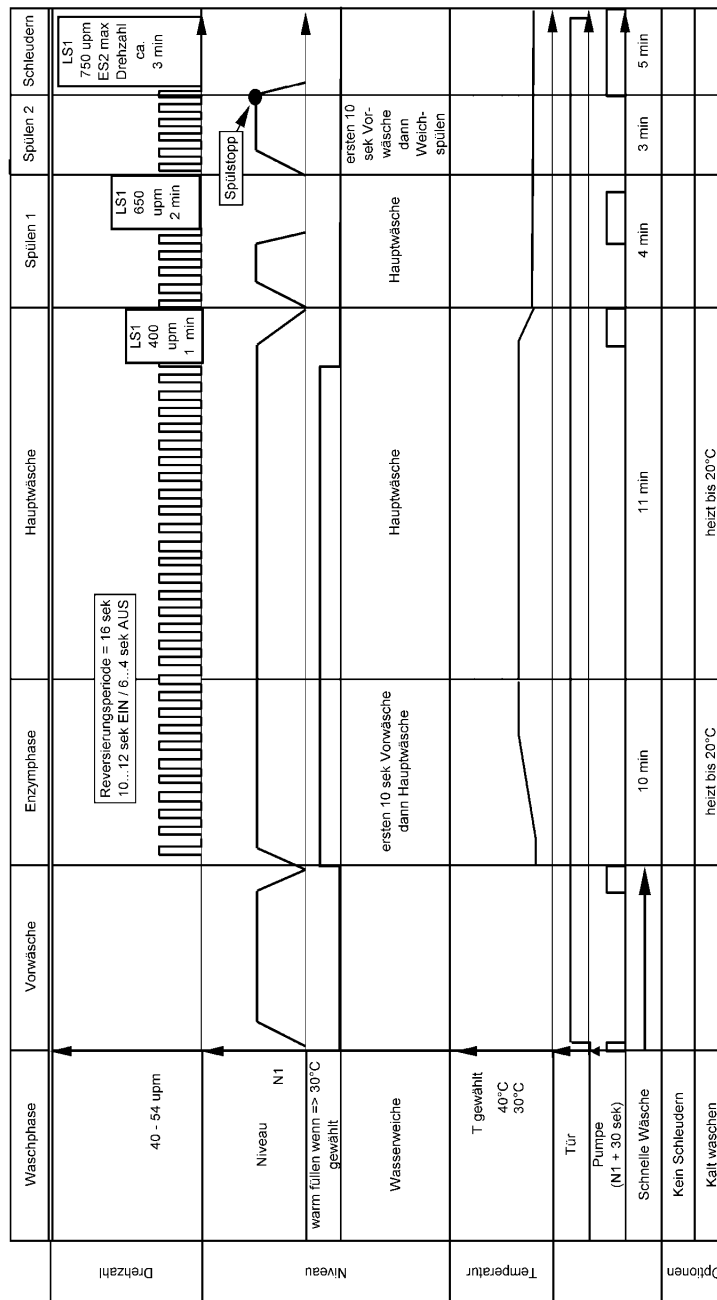 Waschphase
Vorwäsche
Enzymphase
Hauptwäsche
Spülen 1
Spülen 2
Schleudern
Drehzahl
40 - 54 upm
Reversierungsperiode = 16 sek
10...12 sek EIN / 6...4 sek AUS
LS1
400
upm
1 min
LS1
650
upm
2 min
LS1
750 upm
ES2 max
Drehzahl
ca.
3 min
Niveau
Niveau
N1
Spülstopp
warm füllen wenn => 30°C
gewählt
Wasserweiche
ersten 10 sek Vorwäsche
dann Hauptwäsche
Hauptwäsche
Hauptwäsche
ersten 10
sek Vor-
wäsche
dann
Weich-
spülen
Temperatur
T gewählt
40°C
30°C
Tür
Pumpe
(N1 + 30 sek)
Schnelle Wäsche
10 min
11 min
4 min
3 min
5 min
Optionen
Kein Schleudern
Kalt waschen
heizt bis 20°C
heizt bis 20°C